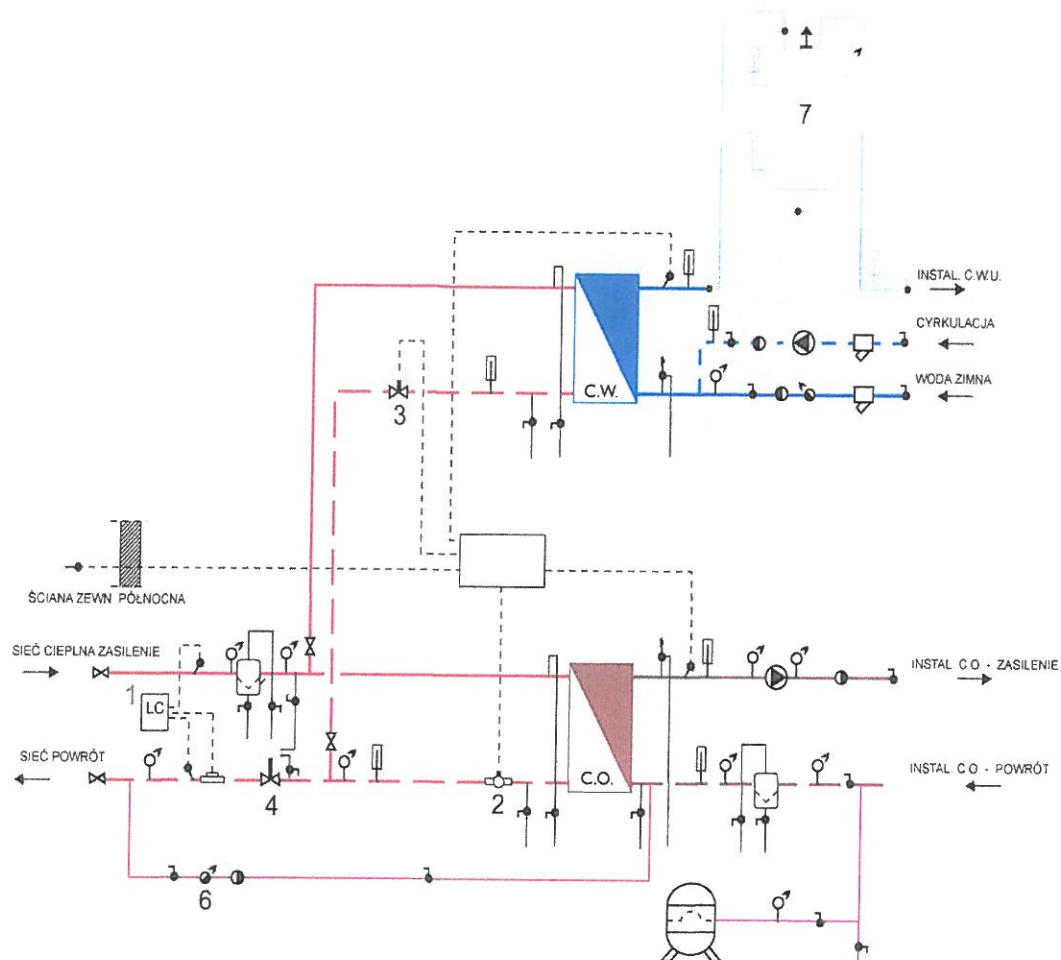 7
INSTAL. C.W.U.
CYRKULACJA
WODA ZIMNA
C.W.
3
ŚCIANA ZEWN PÓŁNOCNA
SIEĆ CIEPLNA ZASILENIE
INSTAL C.O - ZASILENIE
1
LC
SIEĆ POWRÓT
4
2
C.O.
INSTAL. C.O - POWRÓT
6